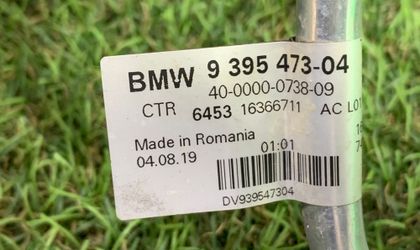 BMW 9 395 473-04
40-0000-0738-09
CTR 6453 16366711 AC LO
Made in Romania
04.08.19 01:01
DV939547304